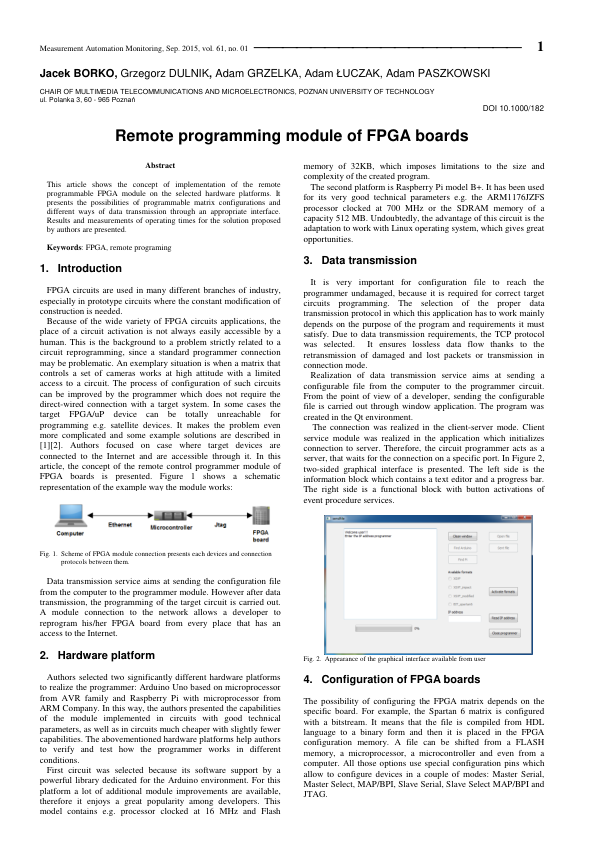 Measurement Automation Monitoring, Sep. 2015, vol. 61, no. 01
1
Jacek BORKO, Grzegorz DULNIK, Adam GRZELKA, Adam ŁUCZAK, Adam PASZKOWSKI
CHAIR OF MULTIMEDIA TELECOMMUNICATIONS AND MICROELECTRONICS, POZNAN UNIVERSITY OF TECHNOLOGY
ul. Polanka 3, 60 - 965 Poznań
DOI 10.1000/182
Remote programming module of FPGA boards
Abstract
This article shows the concept of implementation of the remote
programmable FPGA module on the selected hardware platforms. It
presents the possibilities of programmable matrix configurations and
different ways of data transmission through an appropriate interface.
Results and measurements of operating times for the solution proposed
by authors are presented.
Keywords: FPGA, remote programing
1. Introduction
FPGA circuits are used in many different branches of industry,
especially in prototype circuits where the constant modification of
construction is needed.
Because of the wide variety of FPGA circuits applications, the
place of a circuit activation is not always easily accessible by a
human. This is the background to a problem strictly related to a
circuit reprogramming, since a standard programmer connection
may be problematic. An exemplary situation is when a matrix that
controls a set of cameras works at high attitude with a limited
access to a circuit. The process of configuration of such circuits
can be improved by the programmer which does not require the
direct-wired connection with a target system. In some cases the
target FPGA/uP device can be totally unreachable for
programming e.g. satellite devices. It makes the problem even
more complicated and some example solutions are described in
[1][2]. Authors focused on case where target devices are
connected to the Internet and are accessible through it. In this
article, the concept of the remote control programmer module of
FPGA boards is presented. Figure 1 shows a schematic
representation of the example way the module works:
Computer
Ethernet
Microcontroller
Jtag
FPGA
board
Fig. 1. Scheme of FPGA module connection presents each devices and connection
protocols between them.
Data transmission service aims at sending the configuration file
from the computer to the programmer module. However after data
transmission, the programming of the target circuit is carried out.
A module connection to the network allows a developer to
reprogram his/her FPGA board from every place that has an
access to the Internet.
2. Hardware platform
Authors selected two significantly different hardware platforms
to realize the programmer: Arduino Uno based on microprocessor
from AVR family and Raspberry Pi with microprocessor from
ARM Company. In this way, the authors presented the capabilities
of the module implemented in circuits with good technical
parameters, as well as in circuits much cheaper with slightly fewer
capabilities. The abovementioned hardware platforms help authors
to verify and test how the programmer works in different
conditions.
First circuit was selected because its software support by a
powerful library dedicated for the Arduino environment. For this
platform a lot of additional module improvements are available,
therefore it enjoys a great popularity among developers. This
model contains e.g. processor clocked at 16 MHz and Flash
memory of 32KB, which imposes limitations to the size and
complexity of the created program.
The second platform is Raspberry Pi model B+. It has been used
for its very good technical parameters e.g. the ARM1176JZFS
processor clocked at 700 MHz or the SDRAM memory of a
capacity 512 MB. Undoubtedly, the advantage of this circuit is the
adaptation to work with Linux operating system, which gives great
opportunities.
3. Data transmission
It is very important for configuration file to reach the
programmer undamaged, because it is required for correct target
circuits programming. The selection of the proper data
transmission protocol in which this application has to work mainly
depends on the purpose of the program and requirements it must
satisfy. Due to data transmission requirements, the TCP protocol
was selected. It ensures lossless data flow thanks to the
retransmission of damaged and lost packets or transmission in
connection mode.
Realization of data transmission service aims at sending a
configurable file from the computer to the programmer circuit.
From the point of view of a developer, sending the configurable
file is carried out through window application. The program was
created in the Qt environment.
The connection was realized in the client-server mode. Client
service module was realized in the application which initializes
connection to server. Therefore, the circuit programmer acts as a
server, that waits for the connection on a specific port. In Figure 2,
two-sided graphical interface is presented. The left side is the
information block which contains a text editor and a progress bar.
The right side is a functional block with button activations of
event procedure services.
Enter the IP address programmer
Clear window
Available formats
Activate formats
IP address
Read IP address
Close programme
0%
Fig. 2. Appearance of the graphical interface available from user
4. Configuration of FPGA boards
The possibility of configuring the FPGA matrix depends on the
specific board. For example, the Spartan 6 matrix is configured
with a bitstream. It means that the file is compiled from HDL
language to a binary form and then it is placed in the FPGA
configuration memory. A file can be shifted from a FLASH
memory, a microprocessor, a microcontroller and even from a
computer. All those options use special configuration pins which
allow to configure devices in a couple of modes: Master Serial,
Master Select, MAP/BPI, Slave Serial, Slave Select MAP/BPI and
JTAG.